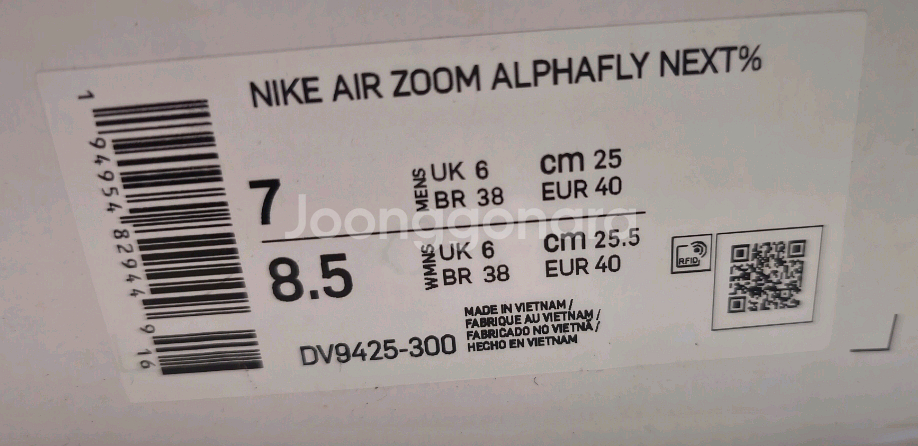 NIKE AIR ZOOM ALPHAFLY NEXT%
1 94954 82944 9 16
7
MENS
UK 6
cm 25
BR 38
EUR 40
Joonggonara
8.5
WMNS
UK 6
cm 25.5
BR 38
EUR 40
RFID
MADE IN VIETNAM /
FABRIQUE AU VIETNAM /
FABRICADO NO VIETNÃ /
HECHO EN VIETNAM
DV9425-300